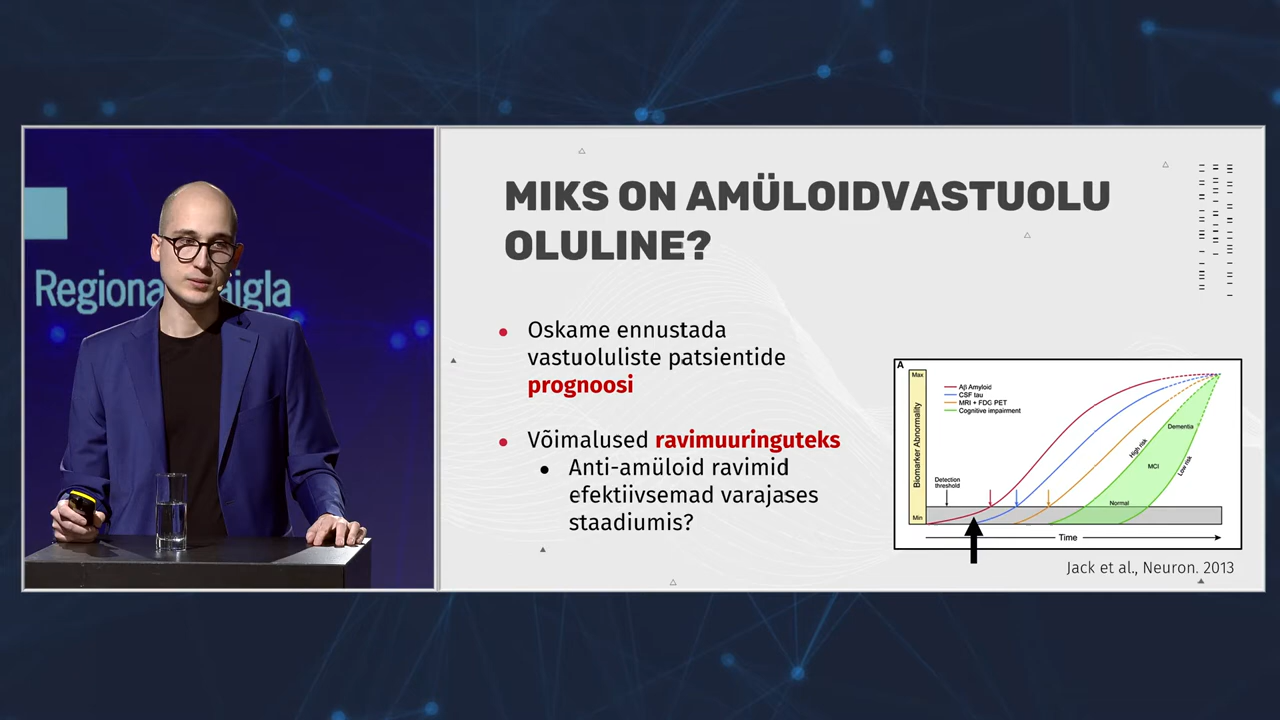 Regiona aigla
MIKS ON AMÜLOIDVASTUOLU
OLULINE?
Oskame ennustada
vastuoluliste patsientide
prognoosi
Võimalused ravimuuringuteks
Anti-amüloid ravimid
efektiivsemad varajases
staadiumis?
A
Max
Biomarker Abnormality
Min
Aβ Amyloid
CSF tau
MRI + FDG PET
Cognitive impairment
Detection
threshold
High risk
Dementia
MCI
Low risk
Normal
Time
Jack et al., Neuron. 2013